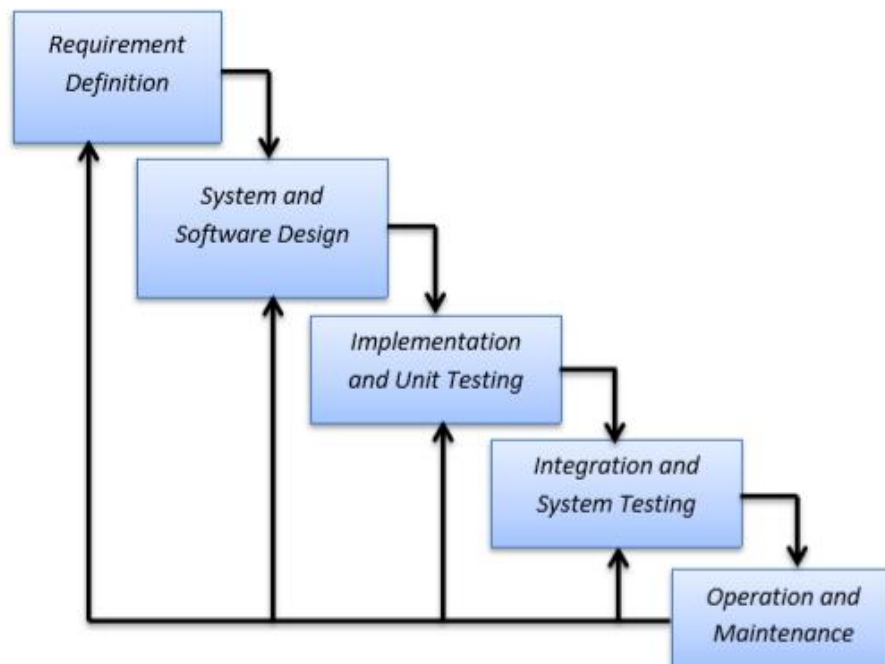 Requirement
Definition
System and
Software Design
Implementation
and Unit Testing
Integration and
System Testing
Operation and
Maintenance